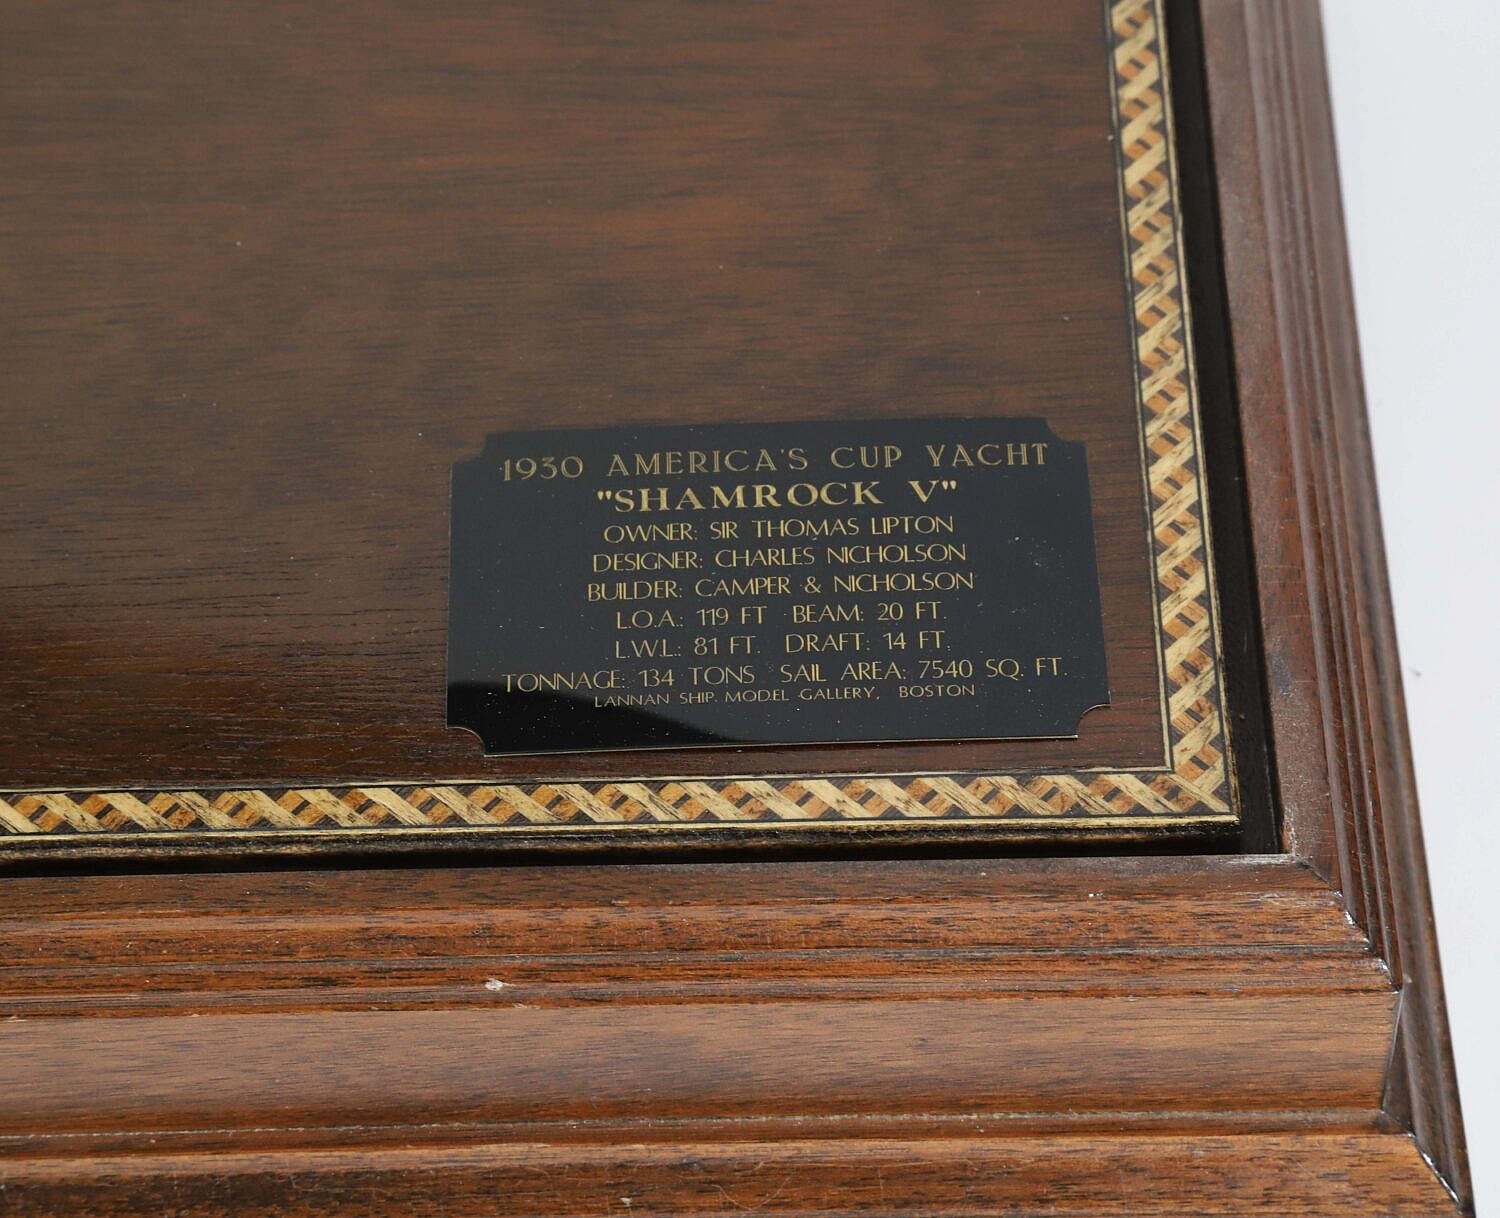 1930 AMERICA'S CUP YACHT
"SHAMROCK V"
OWNER: SIR THOMAS LIPTON
DESIGNER: CHARLES NICHOLSON
BUILDER: CAMPER & NICHOLSON
L.O.A.: 119 FT BEAM: 20 FT.
L.W.L.: 81 FT. DRAFT: 14 FT.
TONNAGE: 134 TONS SAIL AREA: 7540 SQ. FT.
LANNAN SHIP MODEL GALLERY, BOSTON